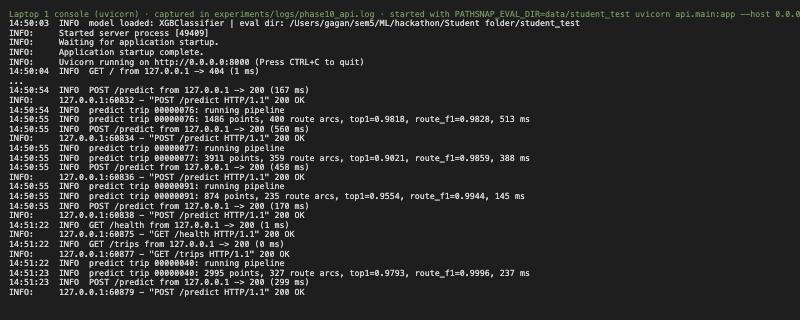 Laptop 1 console (uvicorn) · captured in experiments/logs/phase10_api.log · started with PATHSNAP_EVAL_DIR=data/student_test uvicorn api.main:app --host 0.0.0
14:50:03 INFO model loaded: XGBClassifier | eval dir: /Users/gagan/sem5/ML/hackathon/Student folder/student_test
INFO: Started server process [49409]
INFO: Waiting for application startup.
INFO: Application startup complete.
INFO: Uvicorn running on http://0.0.0.0:8000 (Press CTRL+C to quit)
14:50:04 INFO GET / from 127.0.0.1 -> 404 (1 ms)
...
14:50:54 INFO POST /predict from 127.0.0.1 -> 200 (167 ms)
INFO: 127.0.0.1:60832 - "POST /predict HTTP/1.1" 200 OK
14:50:54 INFO predict trip 00000076: running pipeline
14:50:55 INFO predict trip 00000076: 1486 points, 400 route arcs, top1=0.9818, route_f1=0.9828, 513 ms
14:50:55 INFO POST /predict from 127.0.0.1 -> 200 (560 ms)
INFO: 127.0.0.1:60834 - "POST /predict HTTP/1.1" 200 OK
14:50:55 INFO predict trip 00000077: running pipeline
14:50:55 INFO predict trip 00000077: 3911 points, 359 route arcs, top1=0.9021, route_f1=0.9859, 388 ms
14:50:55 INFO POST /predict from 127.0.0.1 -> 200 (458 ms)
INFO: 127.0.0.1:60836 - "POST /predict HTTP/1.1" 200 OK
14:50:55 INFO predict trip 00000091: running pipeline
14:50:55 INFO predict trip 00000091: 874 points, 235 route arcs, top1=0.9554, route_f1=0.9944, 145 ms
14:50:55 INFO POST /predict from 127.0.0.1 -> 200 (170 ms)
INFO: 127.0.0.1:60838 - "POST /predict HTTP/1.1" 200 OK
14:51:22 INFO GET /health from 127.0.0.1 -> 200 (1 ms)
INFO: 127.0.0.1:60875 - "GET /health HTTP/1.1" 200 OK
14:51:22 INFO GET /trips from 127.0.0.1 -> 200 (0 ms)
INFO: 127.0.0.1:60877 - "GET /trips HTTP/1.1" 200 OK
14:51:22 INFO predict trip 00000040: running pipeline
14:51:23 INFO predict trip 00000040: 2995 points, 327 route arcs, top1=0.9793, route_f1=0.9996, 237 ms
14:51:23 INFO POST /predict from 127.0.0.1 -> 200 (299 ms)
INFO: 127.0.0.1:60879 - "POST /predict HTTP/1.1" 200 OK